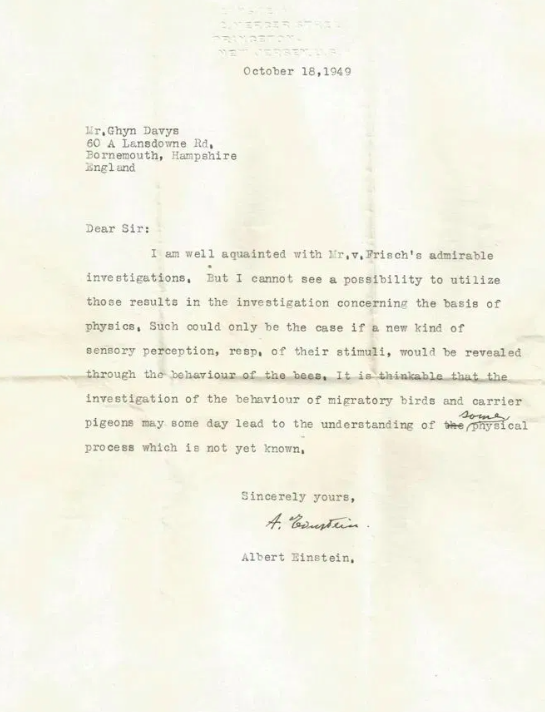 PRINCETON
NEW JERSEY, U.S.A.
October 18,1949
Mr.Ghyn Davys
60 A Lansdowne Rd.
Bornemouth, Hampshire
England
Dear Sir:
I am well aquainted with Mr.v.Frisch's admirable
investigations. But I cannot see a possibility to utilize
those results in the investigation concerning the basis of
physics. Such could only be the case if a new kind of
sensory perception, resp. of their stimuli, would be revealed
through the behaviour of the bees. It is thinkable that the
investigation of the behaviour of migratory birds and carrier
some
pigeons may some day lead to the understanding of the physical
process which is not yet known.
Sincerely yours,
A. Einstein.
Albert Einstein.